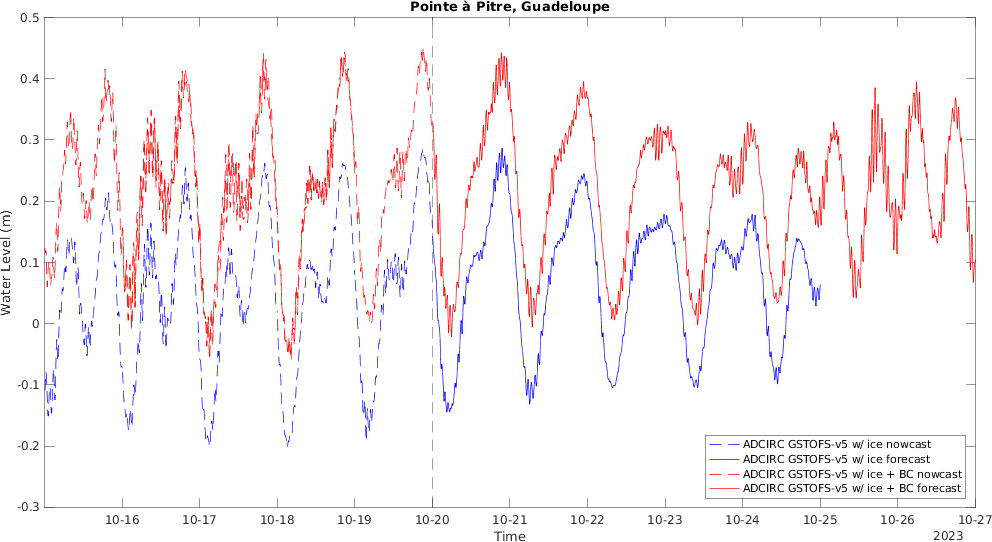 Pointe à Pitre, Guadeloupe
0.5
0.4
0.3
0.2
0.1
0
-0.1
-0.2
-0.3
Water Level (m)
10-16 10-17 10-18 10-19 10-20 10-21 10-22 10-23 10-24 10-25 10-26 10-27
Time
2023
ADCIRC GSTOFS-v5 w/ ice nowcast
ADCIRC GSTOFS-v5 w/ ice forecast
ADCIRC GSTOFS-v5 w/ ice + BC nowcast
ADCIRC GSTOFS-v5 w/ ice + BC forecast